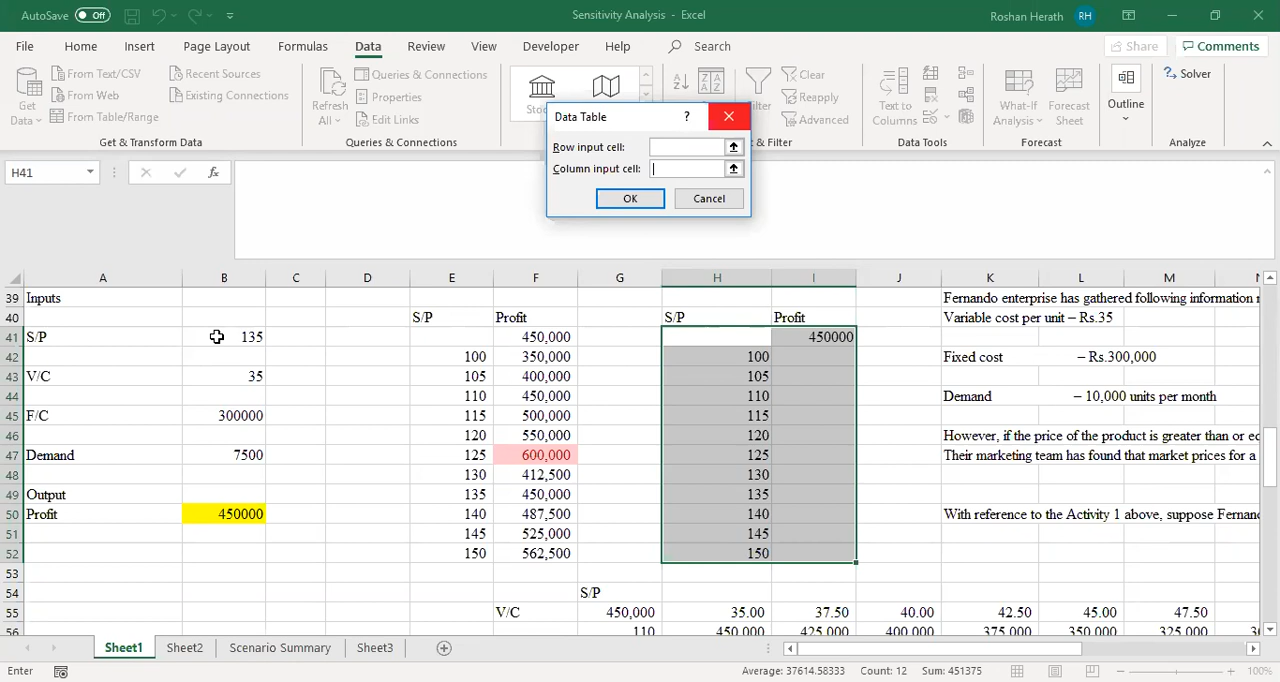 AutoSave Off Sensitivity Analysis - Excel Roshan Herath RH
File Home Insert Page Layout Formulas Data Review View Developer Help Search Share Comments
Get Data
From Text/CSV
From Web
From Table/Range
Recent Sources
Existing Connections
Get & Transform Data
Refresh All
Queries & Connections
Properties
Edit Links
Queries & Connections
Clear
Reapply
Advanced
& Filter
Text to Columns
Data Tools
What-If Analysis
Forecast Sheet
Forecast
Outline
Solver
Analyze
Data Table ?
Row input cell:
Column input cell:
OK Cancel
H41 fx
A B C D E F G H I J K L M
39 Inputs Fernando enterprise has gathered following information
40 S/P Profit S/P Profit Variable cost per unit – Rs.35
41 S/P 135 450,000 450000
42 100 350,000 100 Fixed cost – Rs.300,000
43 V/C 35 105 400,000 105
44 110 450,000 110 Demand – 10,000 units per month
45 F/C 300000 115 500,000 115
46 120 550,000 120 However, if the price of the product is greater than or
47 Demand 7500 125 600,000 125 Their marketing team has found that market prices for a
48 130 412,500 130
49 Output 135 450,000 135
50 Profit 450000 140 487,500 140 With reference to the Activity 1 above, suppose
51 145 525,000 145
52 150 562,500 150
53
54 S/P
55 V/C 450,000 35.00 37.50 40.00 42.50 45.00 47.50
56 110 450,000 425,000 400,000 375,000 350,000 325,000
Sheet1 Sheet2 Scenario Summary Sheet3
Enter Average: 37614.58333 Count: 12 Sum: 451375 100%